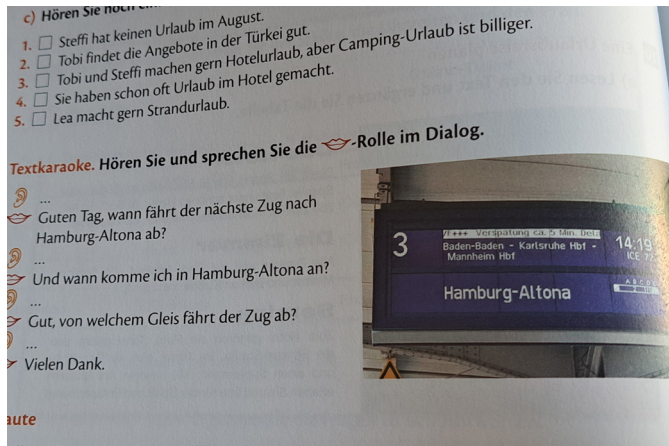 c) Hören Sie noch
1. Steffi hat keinen Urlaub im August.
2. Tobi findet die Angebote in der Türkei gut.
3. Tobi und Steffi machen gern Hotelurlaub, aber Camping-Urlaub ist billiger.
4. Sie haben schon oft Urlaub im Hotel gemacht.
5. Lea macht gern Strandurlaub.
Textkaraoke. Hören Sie und sprechen Sie die -Rolle im Dialog.
...
Guten Tag, wann fährt der nächste Zug nach
Hamburg-Altona ab?
...
Und wann komme ich in Hamburg-Altona an?
...
Gut, von welchem Gleis fährt der Zug ab?
...
Vielen Dank.
3
+++ Verspätung ca. 5 Min.
Baden-Baden - Karlsruhe Hbf -
Mannheim Hbf
14:19
ICE
Hamburg-Altona
aute